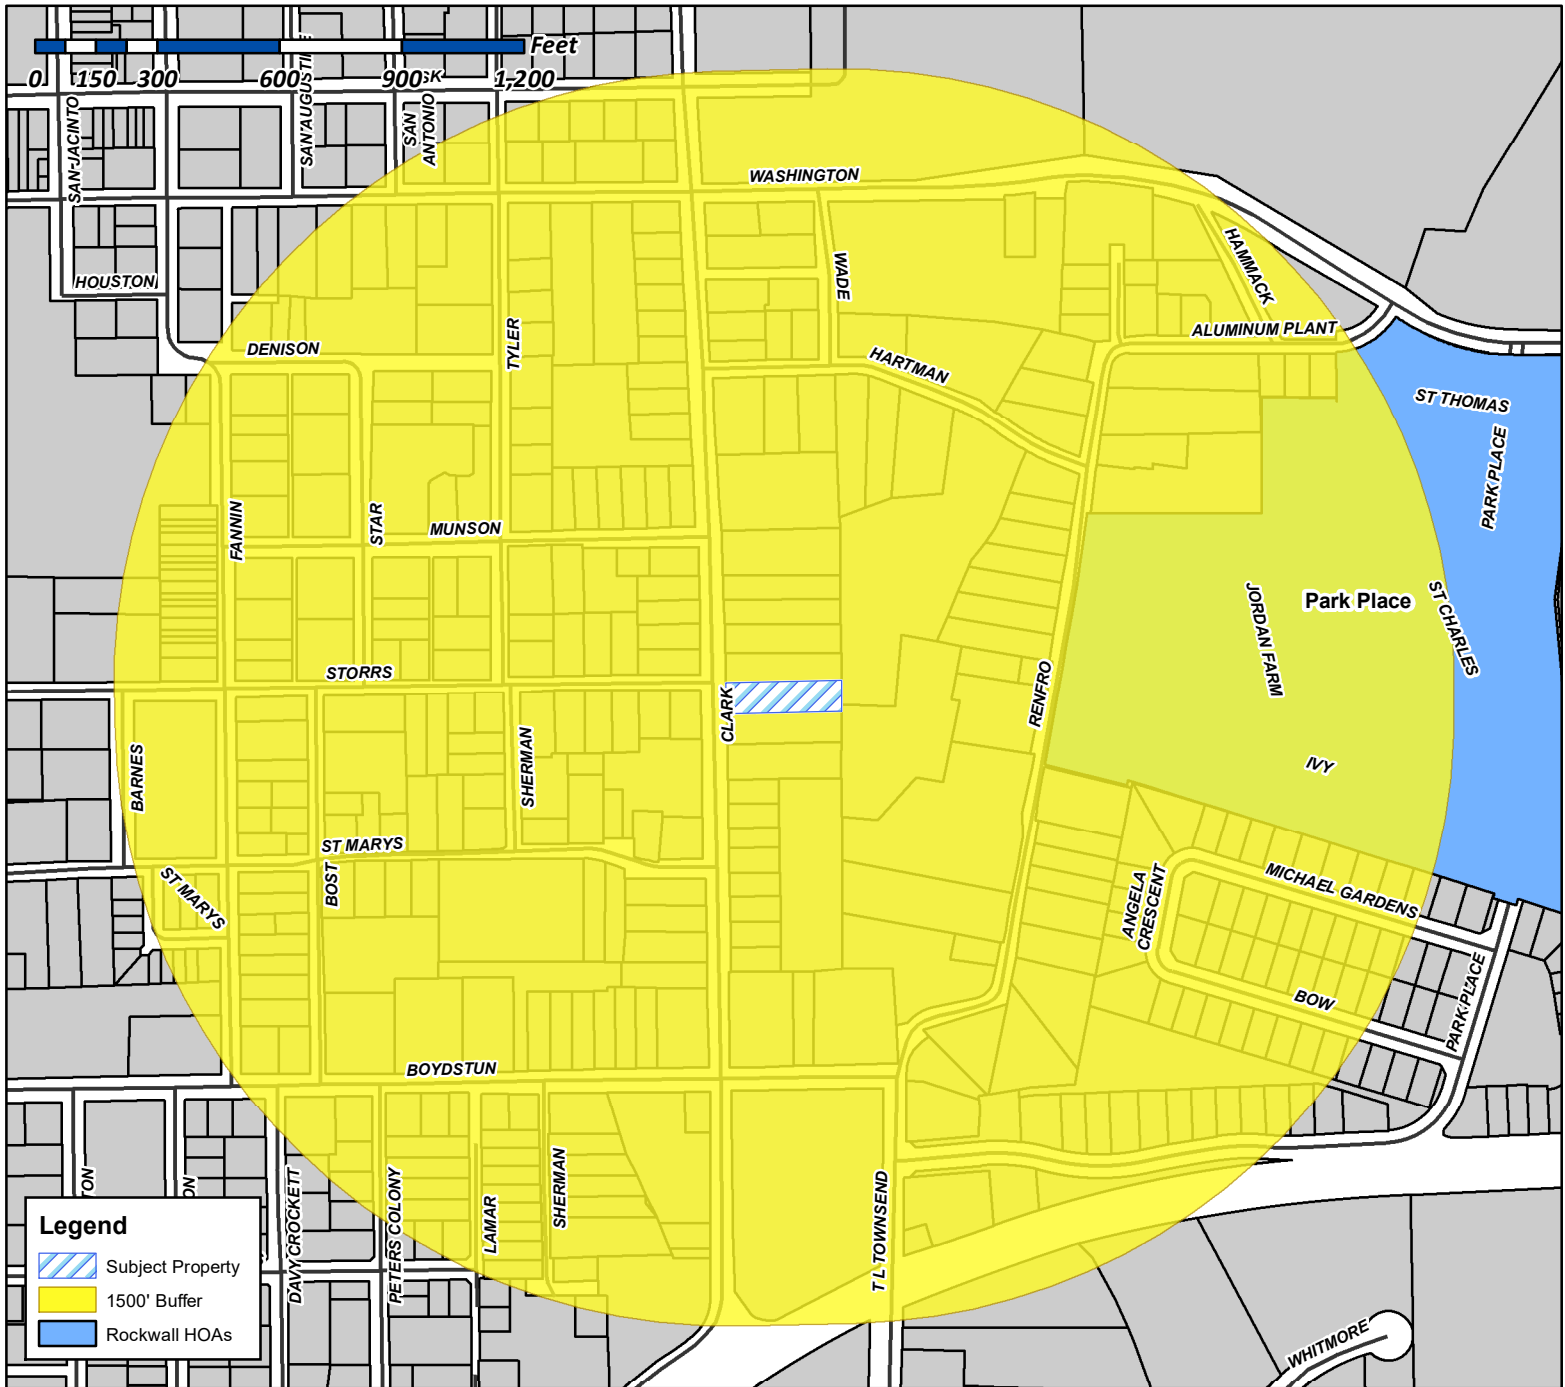 Feet
0 150 300 600 900 1,200
SK
SAN JACINTO
SAN AUGUSTINE
SAN
ANTONIO
WASHINGTON
HOUSTON
WADE
HAMMACK
DENISON
TYLER
HARTMAN
ALUMINUM PLANT
ST THOMAS
PARK PLACE
FANNIN
STAR
MUNSON
JORDAN FARM
Park Place
ST CHARLES
STORRS
CLARK
RENFRO
BARNES
SHERMAN
IVY
ST MARYS
ST MARYS
BOST
ANGELA
CRESCENT
MICHAEL GARDENS
BOW
PARK PLACE
BOYDSTUN
TON
ON
DAVY CROCKETT
PETERS COLONY
LAMAR
SHERMAN
T L TOWNSEND
WHITMORE
Legend
Subject Property
1500' Buffer
Rockwall HOAs